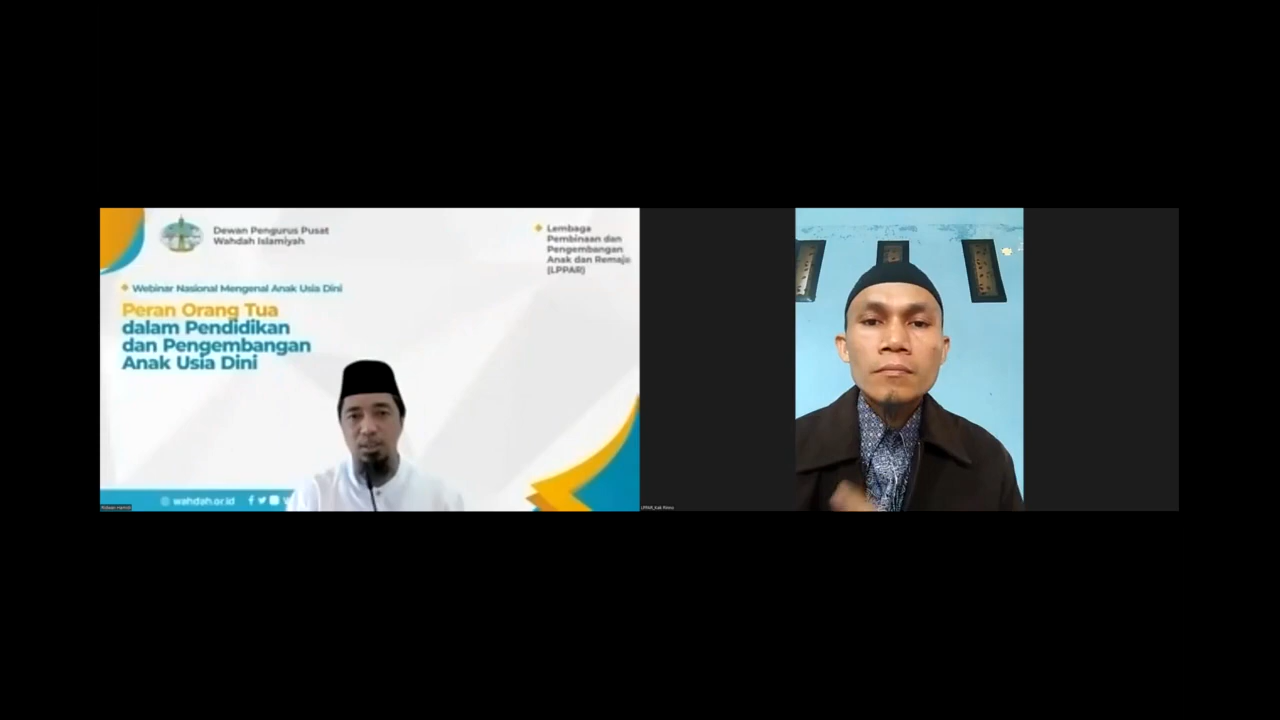 Dewan Pengurus Pusat
Wahdah Islamiyah
Lembaga
Pembinaan dan
Pengembangan
Anak dan Remaja
(LPPAR)
Webinar Nasional Mengenal Anak Usia Dini
Peran Orang Tua
dalam Pendidikan
dan Pengembangan
Anak Usia Dini
wahdah.or.id